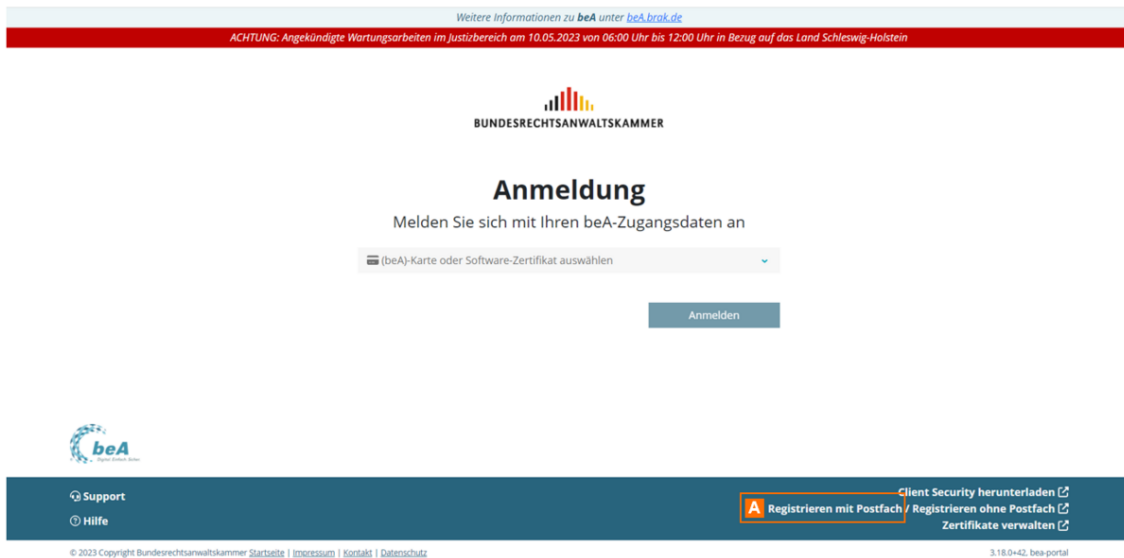 Weitere Informationen zu beA unter beA.brak.de
ACHTUNG: Angekündigte Wartungsarbeiten im Justizbereich am 10.05.2023 von 06:00 Uhr bis 12:00 Uhr in Bezug auf das Land Schleswig-Holstein
BUNDESRECHTSANWALTSKAMMER
Anmeldung
Melden Sie sich mit Ihren beA-Zugangsdaten an
(beA)-Karte oder Software-Zertifikat auswählen
Anmelden
beA
Digital. Einfach. Sicher.
Support
Hilfe
Client Security herunterladen
A Registrieren mit Postfach / Registrieren ohne Postfach
Zertifikate verwalten
© 2023 Copyright Bundesrechtsanwaltskammer Startseite | Impressum | Kontakt | Datenschutz
3.18.0+42, bea-portal